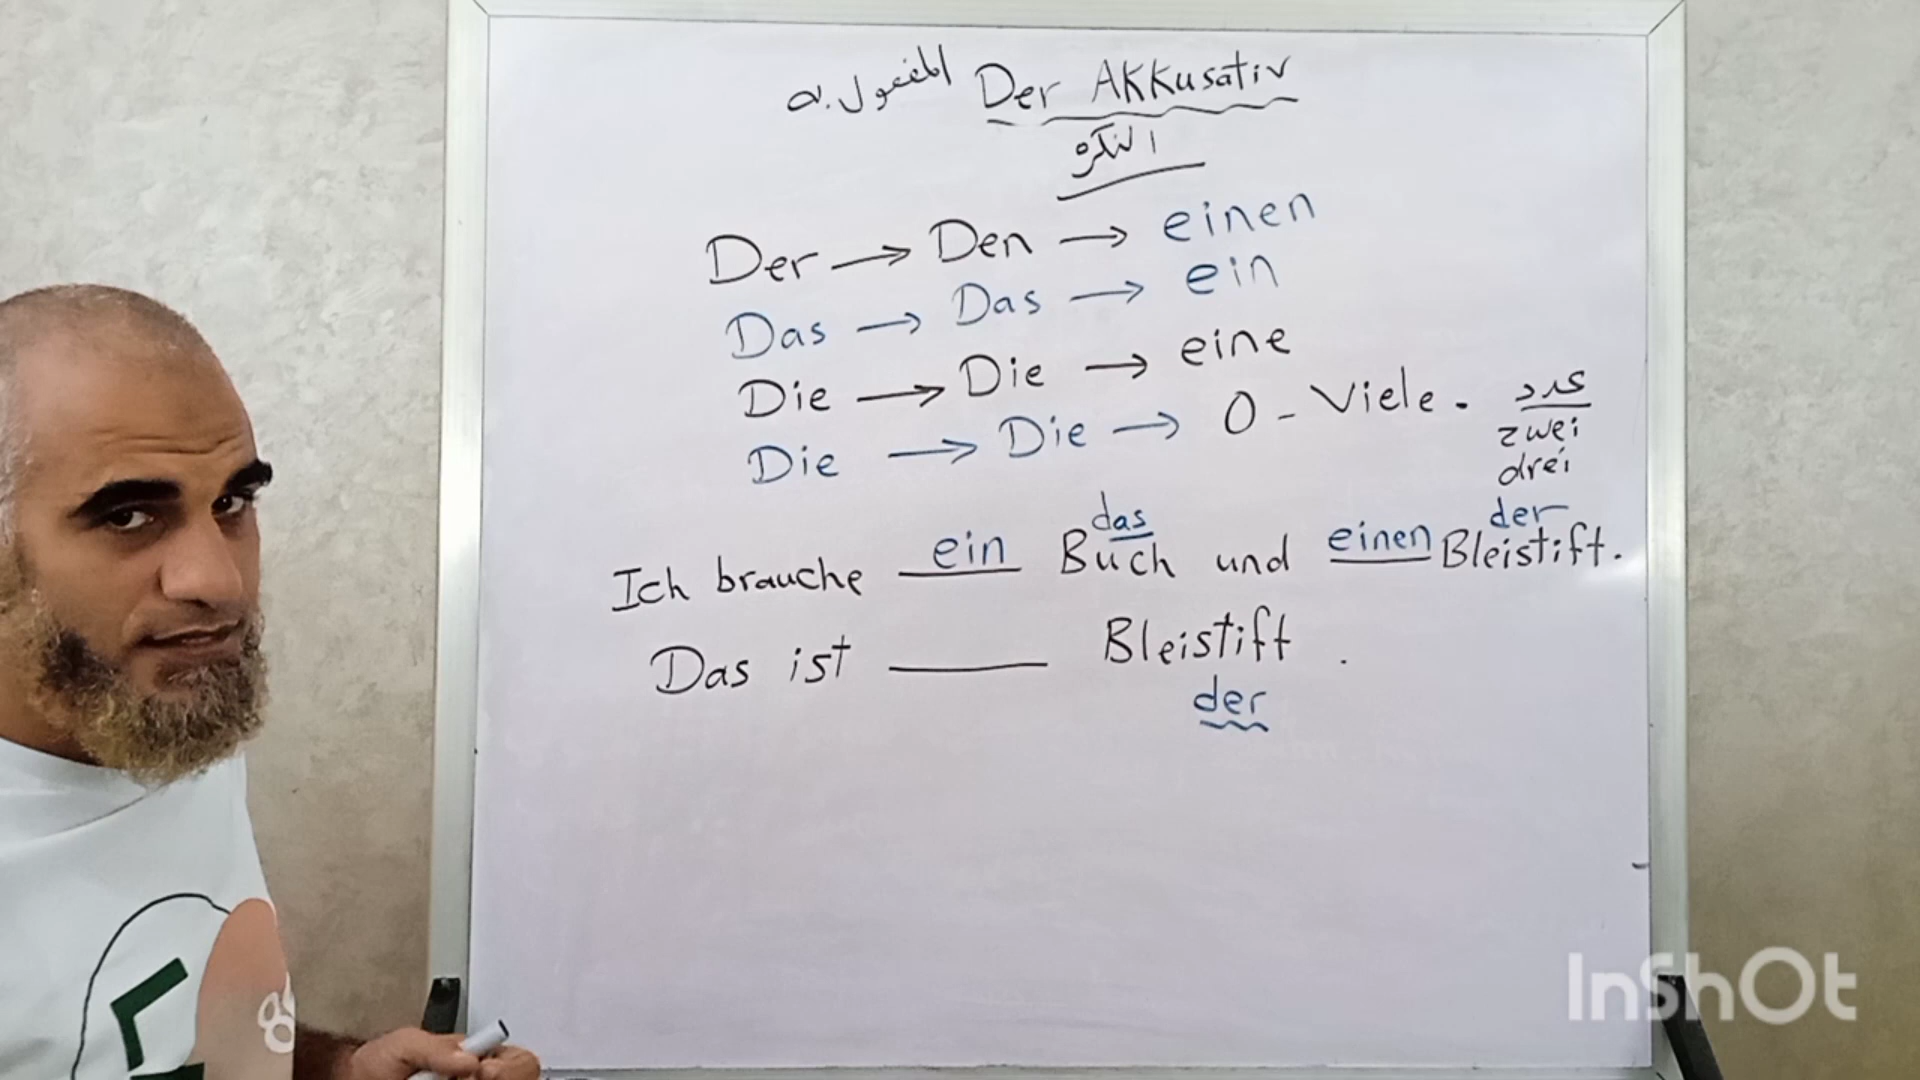 Der Akkusativ المفعول به
النكرة
Der → Den → einen
Das → Das → ein
Die → Die → eine
Die → Die → 0 - Viele . عدد
zwei
drei
das der
Ich brauche ein Buch und einen Bleistift.
Das ist ______ Bleistift .
der
InShOt